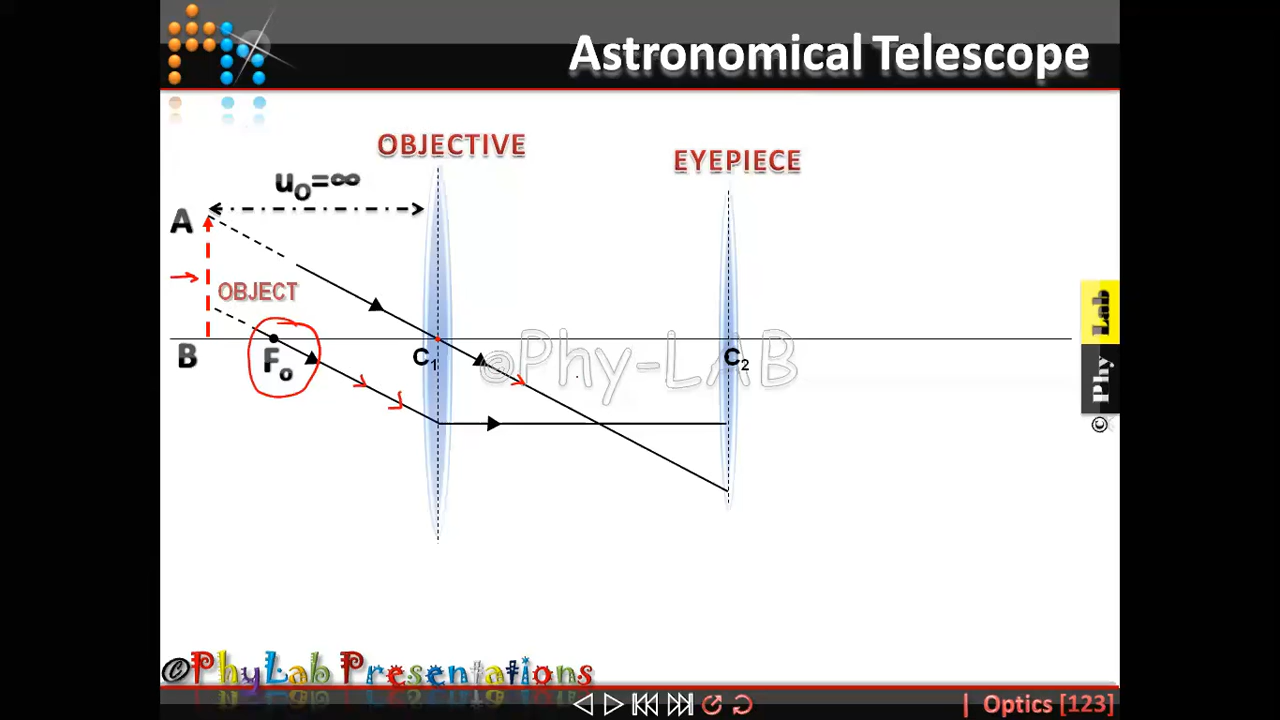 Astronomical Telescope
OBJECTIVE
EYEPIECE
uo=∞
A
OBJECT
B
Fo
C1
C2
©Phy-LAB
© Phy Lab
©PhyLab Presentations
| Optics [123]